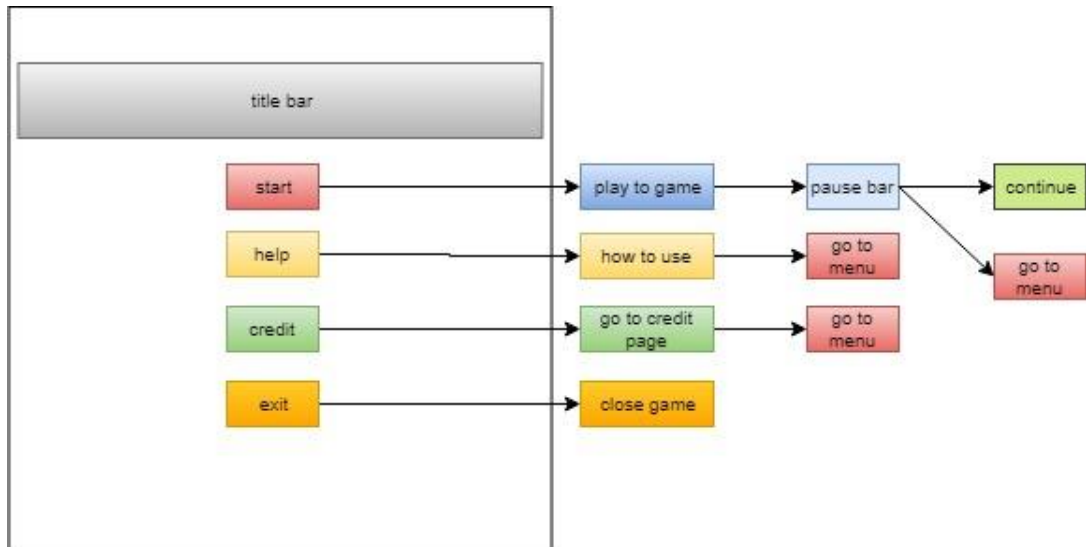 title bar
start
play to game
pause bar
continue
help
how to use
go to
menu
go to
menu
credit
go to credit
page
go to
menu
exit
close game